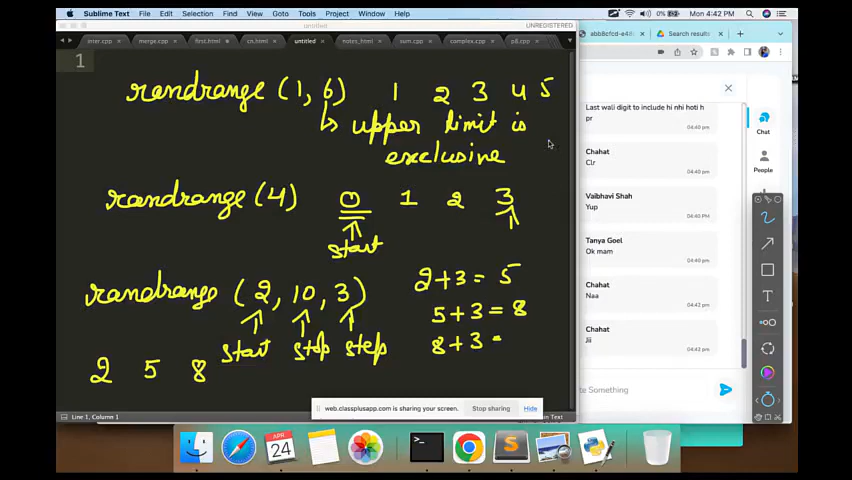 Sublime Text File Edit Selection Find View Goto Tools Project Window Help
Mon 4:42 PM
untitled
UNREGISTERED
inter.cpp merge.cpp first.html cn.html untitled notes_html sum.cpp complex.cpp p8.cpp
abb8cfcd-e48
Search results
1
randrange (1, 6) 1 2 3 4 5
upper limit is
exclusive
randrange (4) 0 1 2 3
start
randrange (2, 10, 3) 2+3 = 5
5+3 = 8
start stop step 8+3 =
2 5 8
Last wali digit to include hi nhi hoti h
pr
04:40 pm
Chahat
Clr
04:40 PM
Vaibhavi Shah
Yup
04:40 PM
Tanya Goel
Ok mam
04:40 pm
Chahat
Naa
04:42 pm
Chahat
Jii
04:42 pm
Chat
People
T
web.classplusapp.com is sharing your screen. Stop sharing Hide
Line 1, Column 1
APR
24